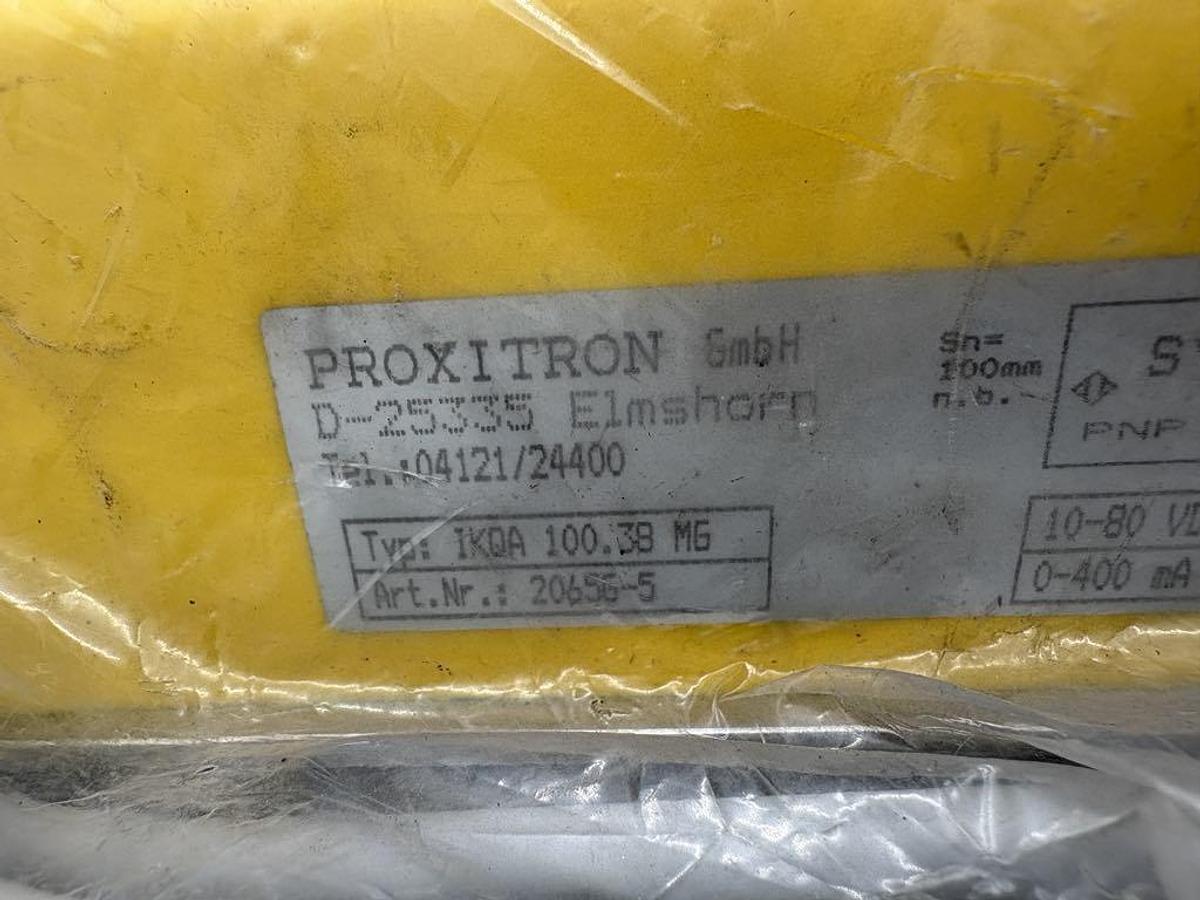 PROXITRON GmbH
D-25335 Elmshorn
Tel.:04121/24400
Typ: IKQA 100.38 MG
Art.Nr.: 2065G-5
Sn=
100mm
n.b.
PNP
10-80
0-400 mA